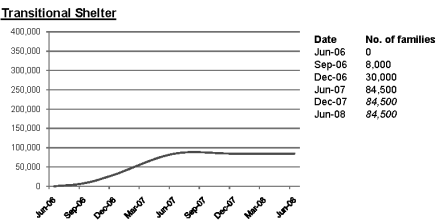 Transitional Shelter
400,000
350,000
300,000
250,000
200,000
150,000
100,000
50,000
0
Jun-06
Sep-06
Dec-06
Mar-07
Jun-07
Sep-07
Dec-07
Mar-08
Jun-08
Date No. of families
Jun-06 0
Sep-06 8,000
Dec-06 30,000
Jun-07 84,500
Dec-07 84,500
Jun-08 84,500